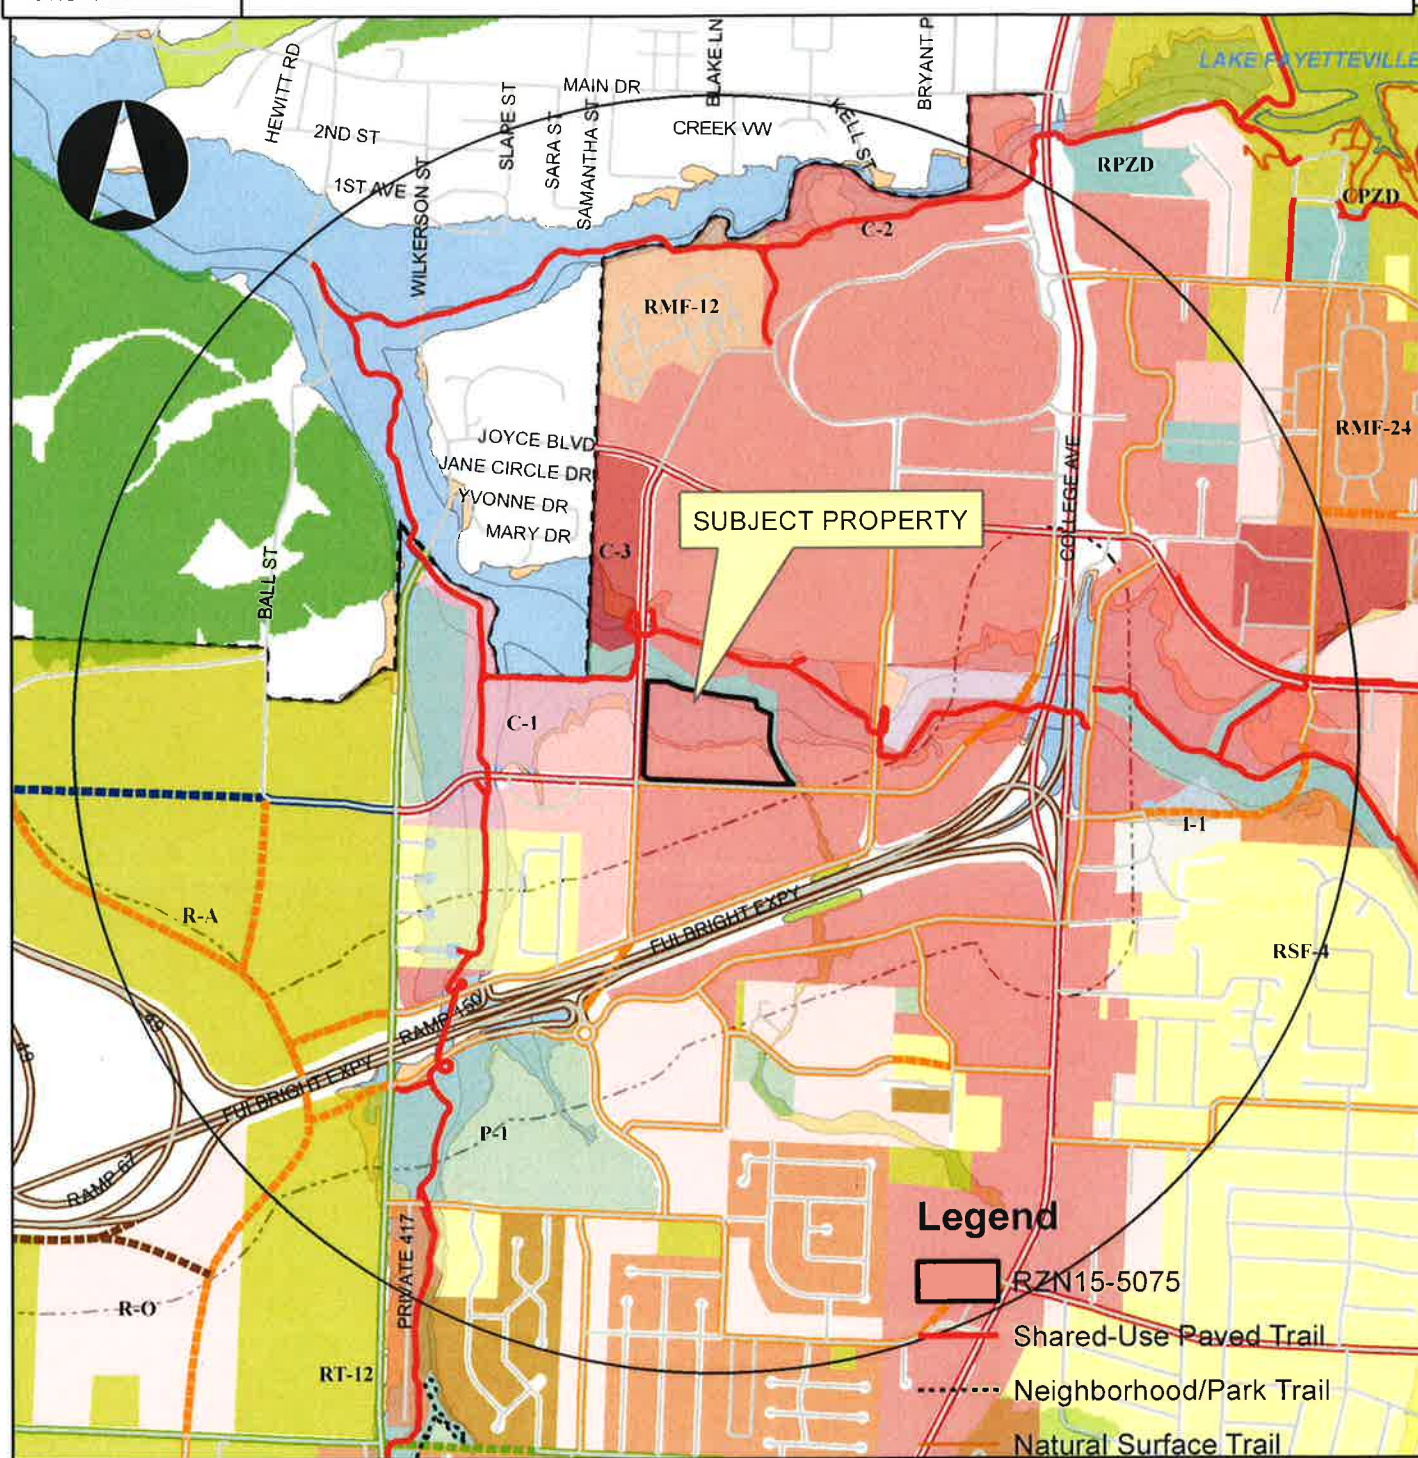 LAKE FAYETTEVILLE
HEWITT RD
MAIN DR
BLAKE LN
BRYANT P
2ND ST
SLAPE ST
SARA ST
SAMANTHA ST
CREEK VW
KELL ST
1ST AVE
WILKERSON ST
RPZD
CPZD
C-2
RMF-12
RMF-24
JOYCE BLVD
JANE CIRCLE DR
YVONNE DR
MARY DR
SUBJECT PROPERTY
COLLEGE AVE
C-3
BALL ST
C-1
I-1
R-A
FULBRIGHT EXPY
RSF-4
49
49
RAMP 150
FULBRIGHT EXPY
P-1
RAMP 67
PRIVATE 417
R-O
RT-12
Legend
RZN15-5075
Shared-Use Paved Trail
Neighborhood/Park Trail
Natural Surface Trail